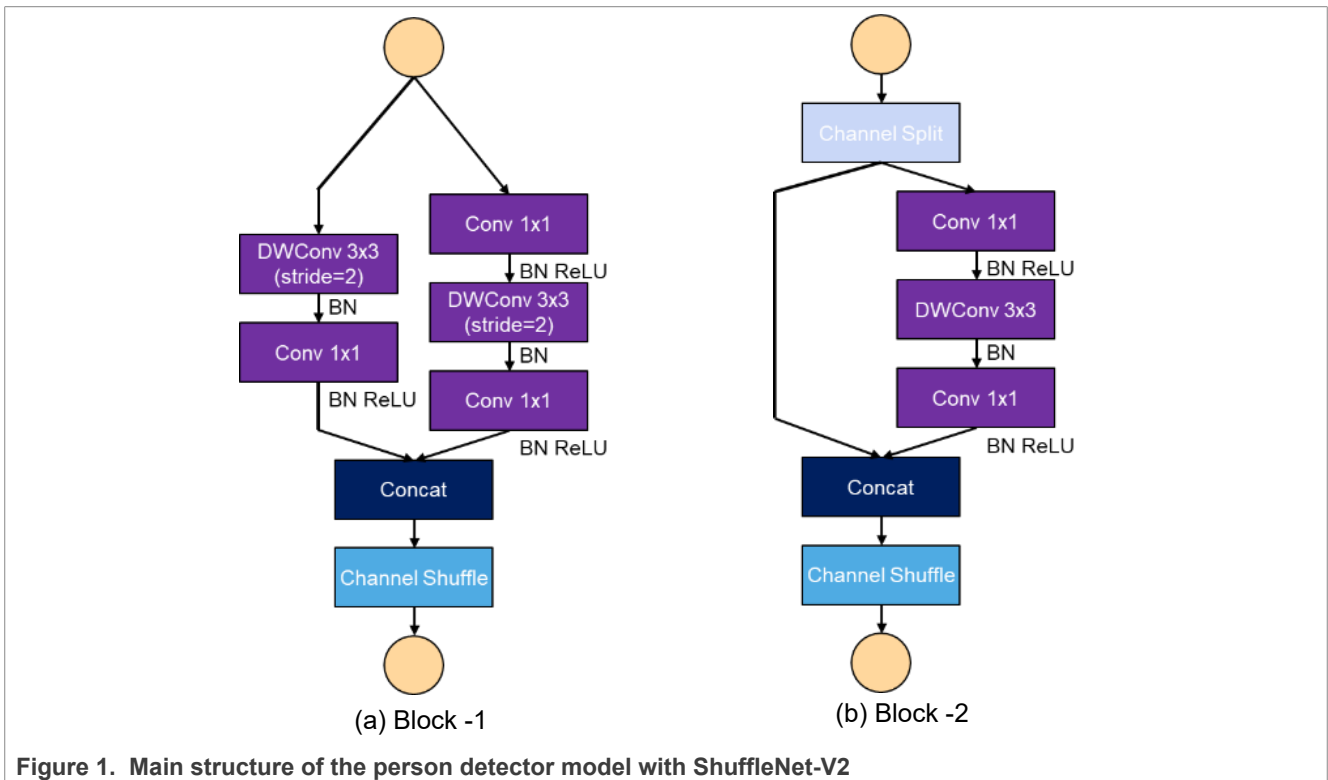 DWConv 3x3
(stride=2)
BN
Conv 1x1
BN ReLU
Conv 1x1
BN ReLU
DWConv 3x3
(stride=2)
BN
Conv 1x1
BN ReLU
Concat
Channel Shuffle
(a) Block -1
Channel Split
Conv 1x1
BN ReLU
DWConv 3x3
BN
Conv 1x1
BN ReLU
Concat
Channel Shuffle
(b) Block -2
Figure 1. Main structure of the person detector model with ShuffleNet-V2